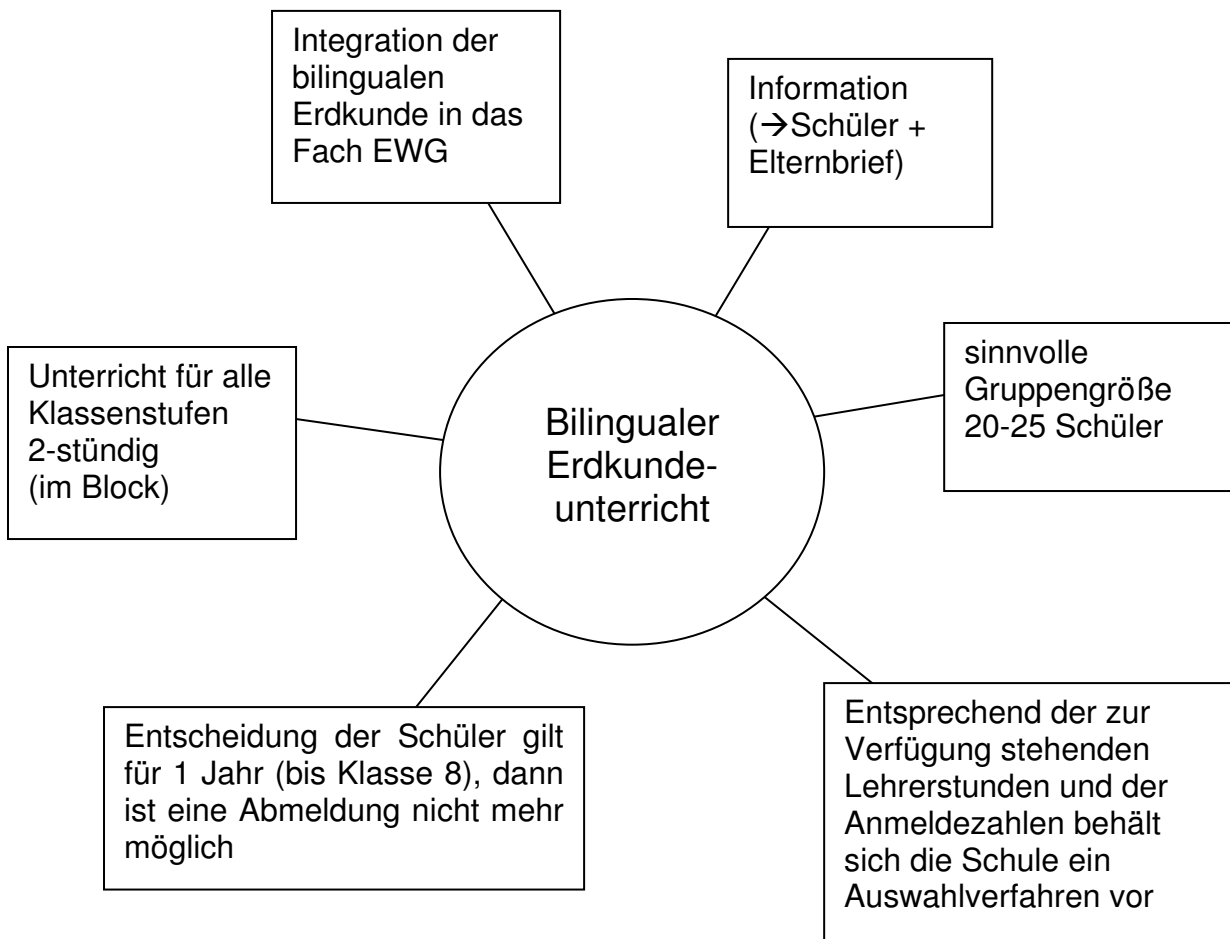 Integration der
bilingualen
Erdkunde in das
Fach EWG
Information
(→Schüler +
Elternbrief)
Unterricht für alle
Klassenstufen
2-stündig
(im Block)
Bilingualer
Erdkunde-
unterricht
sinnvolle
Gruppengröße
20-25 Schüler
Entscheidung der Schüler gilt
für 1 Jahr (bis Klasse 8), dann
ist eine Abmeldung nicht mehr
möglich
Entsprechend der zur
Verfügung stehenden
Lehrerstunden und der
Anmeldezahlen behält
sich die Schule ein
Auswahlverfahren vor